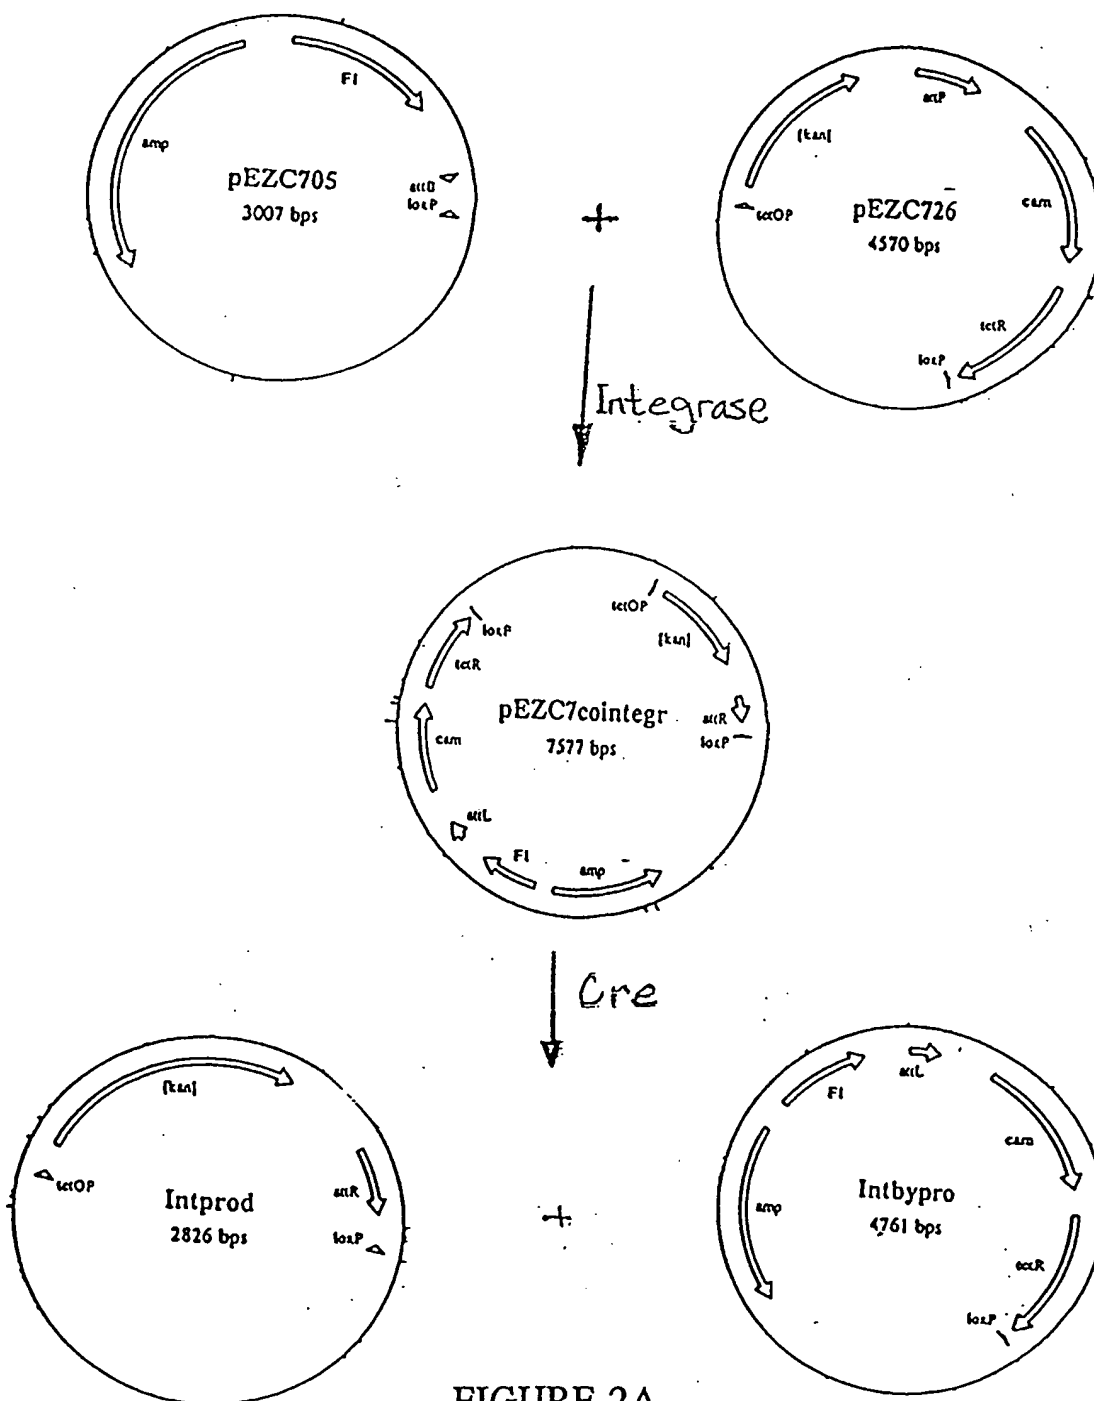 F1
amp
pEZC705
3007 bps
attB
loxP
+
attP
[kan]
cam
pEZC726
4570 bps
tetOP
tetR
loxP
Integrase
tetOP
loxP
[kan]
tetR
pEZC7cointegr
7577 bps
attR
loxP
cam
attL
F1
amp
Cre
[kan]
tetOP
attR
Intprod
2826 bps
loxP
+
attL
F1
cam
amp
Intbypro
4761 bps
tetR
loxP
FIGURE 2A